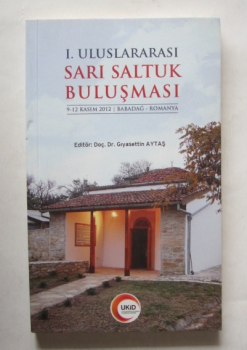 I. ULUSLARARASI
SARI SALTUK
BULUŞMASI
9-12 KASIM 2012 | BABADAĞ - ROMANYA
Editör: Doç. Dr. Gıyasettin AYTAŞ
UKİD